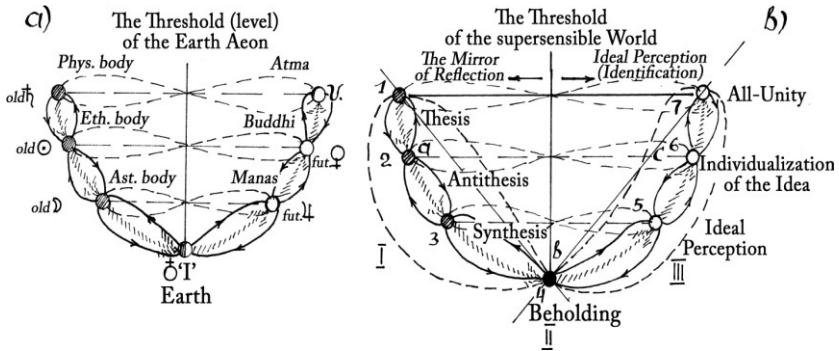 a)
The Threshold (level)
of the Earth Aeon
Phys. body
Atma
old ♄
V.
Eth. body
Buddhi
old ☉
fut. ♀
Ast. body
Manas
old ☽
fut. ♃
♁ 'I'
Earth
b)
The Threshold
of the supersensible World
The Mirror
of Reflection
Ideal Perception
(Identification)
1
7
All-Unity
Thesis
2
a
c
6
Individualization
of the Idea
Antithesis
3
5
Synthesis
Ideal
Perception
I
b
4
III
Beholding
II